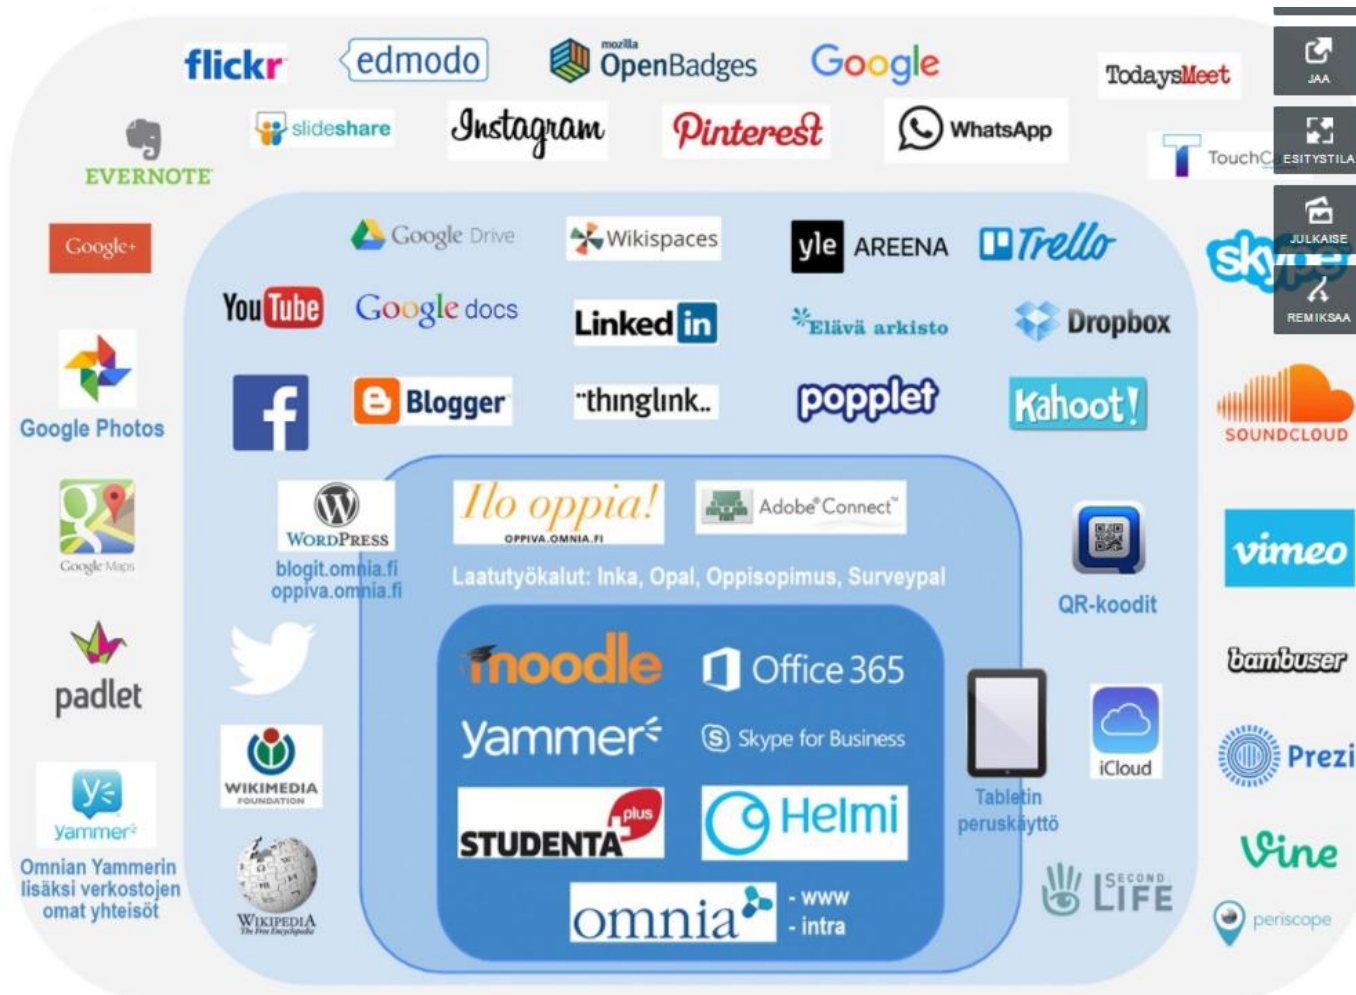 flickr
edmodo
mozilla
OpenBadges
Google
TodaysMeet
JAA
EVERNOTE
slideshare
Instagram
Pinterest
WhatsApp
ESITYSTILA
Google+
Google Drive
Wikispaces
yle AREENA
Trello
skype
JULKAISE
YouTube
Google docs
Linked in
Elävä arkisto
Dropbox
REMIKSAA
Google Photos
f
Blogger
thinglink..
popplet
Kahoot!
SOUNDCLOUD
Google Maps
WORDPRESS
blogit.omnia.fi
oppiva.omnia.fi
Ilo oppia!
OPPIVA.OMNIA.FI
Adobe® Connect™
Laatutyökalut: Inka, Opal, Oppisopimus, Surveypal
QR-koodit
vimeo
padlet
moodle
Office 365
bambuser
yammer
Skype for Business
iCloud
Prezi
WIKIMEDIA
FOUNDATION
yammer
Omnian Yammerin
lisäksi verkostojen
omat yhteisöt
STUDENTA plus
Helmi
Tabletin
peruskäyttö
Vine
WIKIPEDIA
The Free Encyclopedia
omnia
- www
- intra
SECOND
LIFE
periscope